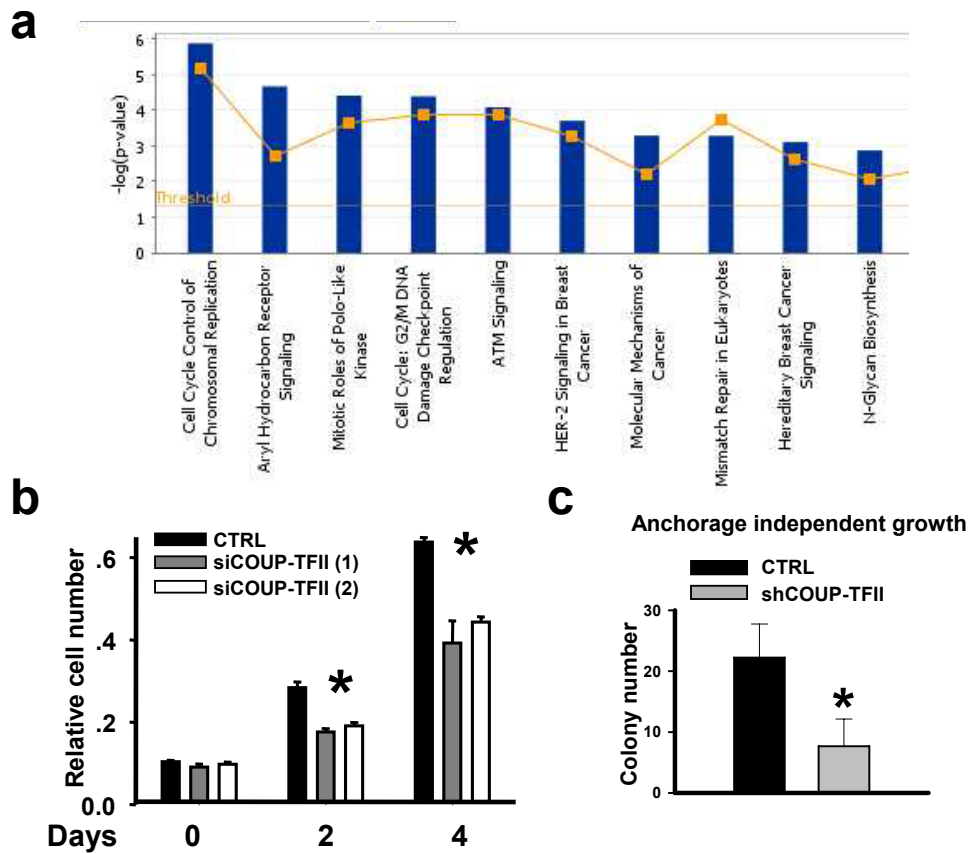 a
6
5
4
3
2
1
0
-log(p-value)
Threshold
Cell Cycle Control of
Chromosomal Replication
Aryl Hydrocarbon Receptor
Signaling
Mitotic Roles of Polo-Like
Kinase
Cell Cycle: G2/M DNA
Damage Checkpoint
Regulation
ATM Signaling
HER-2 Signaling in Breast
Cancer
Molecular Mechanisms of
Cancer
Mismatch Repair in Eukaryotes
Hereditary Breast Cancer
Signaling
N-Glycan Biosynthesis
b
CTRL
siCOUP-TFII (1)
siCOUP-TFII (2)
Relative cell number
.6
.4
.2
0.0
*
*
Days 0 2 4
c
Anchorage independent growth
CTRL
shCOUP-TFII
Colony number
30
20
10
0
*